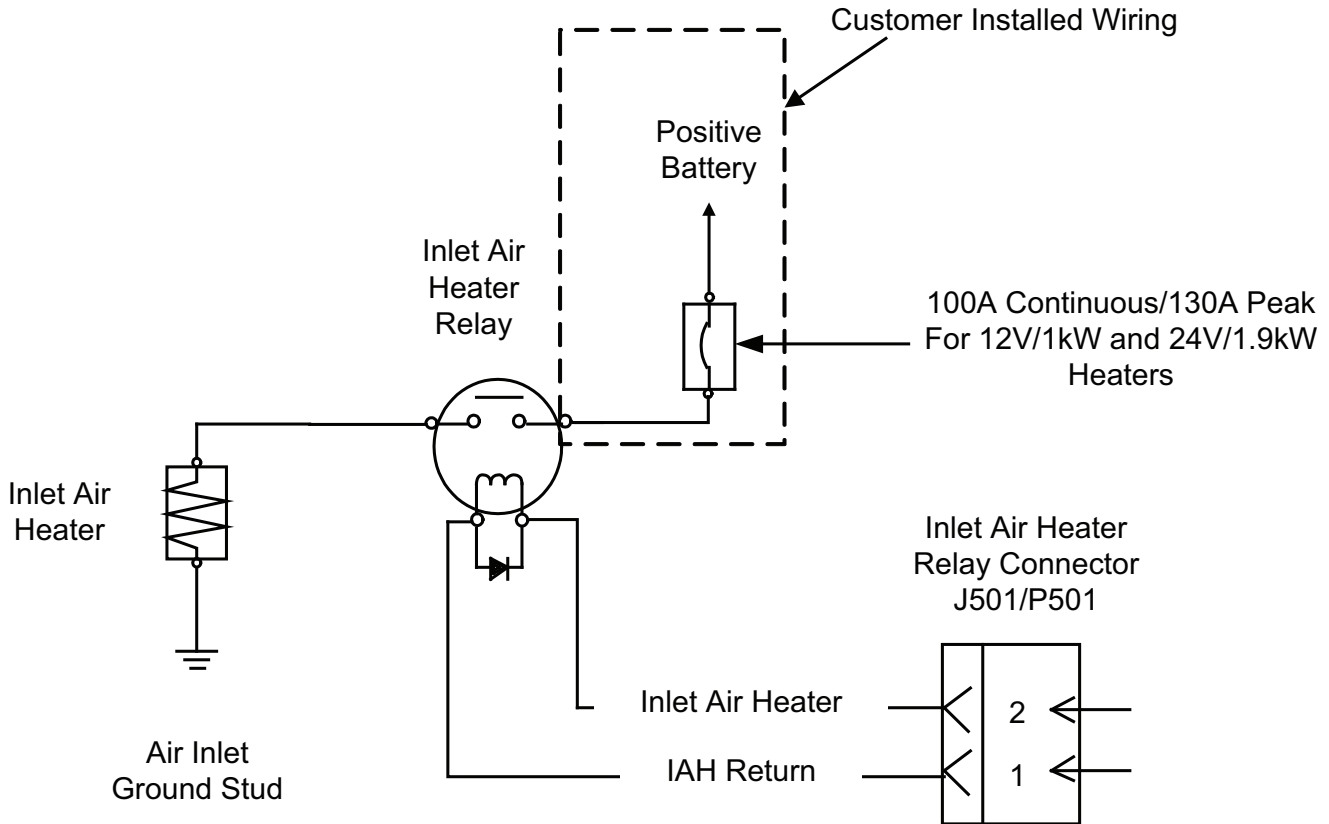 Customer Installed Wiring
Positive
Battery
Inlet Air
Heater
Relay
100A Continuous/130A Peak
For 12V/1kW and 24V/1.9kW
Heaters
Inlet Air
Heater
Inlet Air Heater
Relay Connector
J501/P501
Inlet Air Heater
2
IAH Return
1
Air Inlet
Ground Stud